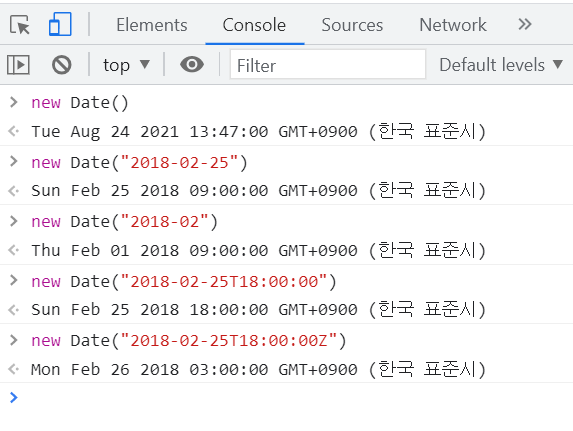 Elements Console Sources Network »
top ▼ Filter Default levels ▼
> new Date()
Tue Aug 24 2021 13:47:00 GMT+0900 (한국 표준시)
> new Date("2018-02-25")
Sun Feb 25 2018 09:00:00 GMT+0900 (한국 표준시)
> new Date("2018-02")
Thu Feb 01 2018 09:00:00 GMT+0900 (한국 표준시)
> new Date("2018-02-25T18:00:00")
Sun Feb 25 2018 18:00:00 GMT+0900 (한국 표준시)
> new Date("2018-02-25T18:00:00Z")
Mon Feb 26 2018 03:00:00 GMT+0900 (한국 표준시)
>